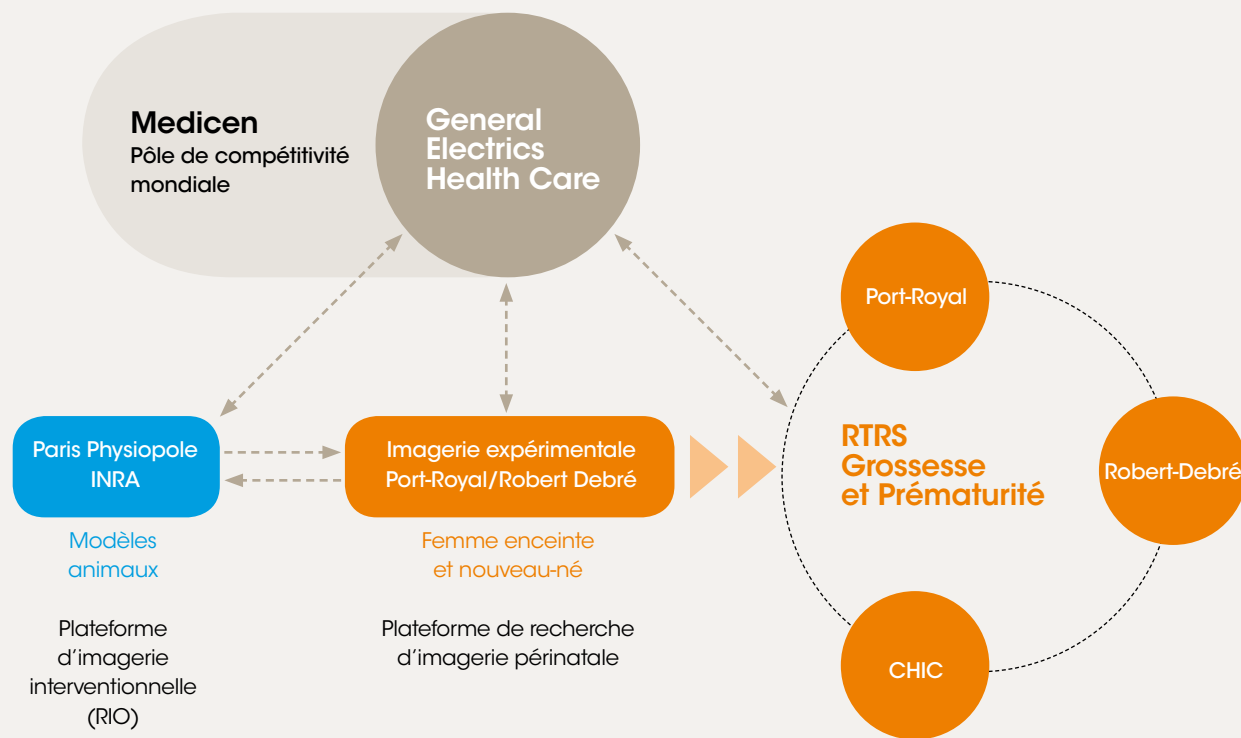 Medicen
Pôle de compétitivité
mondiale
General
Electrics
Health Care
Port-Royal
Paris Physiopole
INRA
Imagerie expérimentale
Port-Royal/Robert Debré
RTRS
Grossesse
et Prématurité
Robert-Debré
Modèles
animaux
Femme enceinte
et nouveau-né
Plateforme
d’imagerie
interventionnelle
(RIO)
Plateforme de recherche
d’imagerie périnatale
CHIC